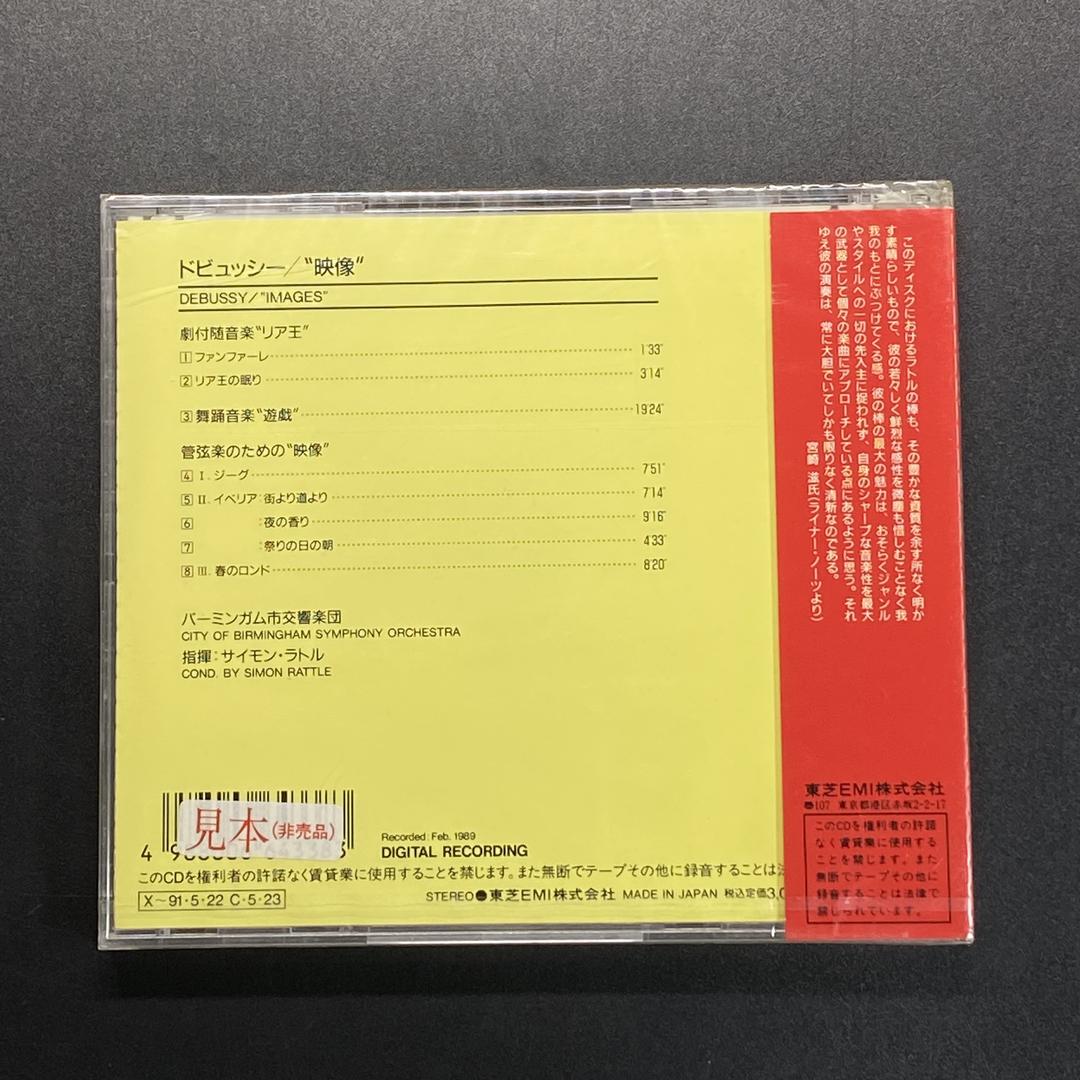 ドビュッシー／“映像”
DEBUSSY／"IMAGES"
劇付随音楽“リア王”
1 ファンファーレ 1'33"
2 リア王の眠り 3'14"
3 舞踊音楽“遊戯” 19'24"
管弦楽のための“映像”
4 I. ジーグ 7'51"
5 II. イベリア：街より道より 7'14"
6 ：夜の香り 9'16"
7 ：祭りの日の朝 4'33"
8 III. 春のロンド 8'20"
バーミンガム市交響楽団
CITY OF BIRMINGHAM SYMPHONY ORCHESTRA
指揮：サイモン・ラトル
COND. BY SIMON RATTLE
見本(非売品)
Recorded: Feb. 1989
DIGITAL RECORDING
このCDを権利者の許諾なく賃貸業に使用することを禁じます。また無断でテープその他に録音することは法
X〜91・5・22 C・5・23
STEREO 東芝EMI株式会社 MADE IN JAPAN 税込定価3,0
このディスクにおけるラトルの棒も、その豊かな資質を余す所なく明か
す素晴らしいもので、彼の若々しく鮮烈な感性を微塵も惜しむことなく我
我のもとにぶつけてくる感。彼の棒の最大の魅力は、おそらくジャンル
やスタイルへの一切の先入主に捉われず、自身のシャープな音楽性を最大
の武器として個々の楽曲にアプローチしている点にあるように思う。それ
ゆえ彼の演奏は、常に大胆でいてしかも限りなく清新なのである。
宮崎 滋氏(ライナー・ノーツより)
東芝EMI株式会社
〒107 東京都港区赤坂2-2-17
このCDを権利者の許諾
なく賃貸業に使用する
ことを禁じます。また
無断でテープその他に
録音することは法律で
禁じられています。